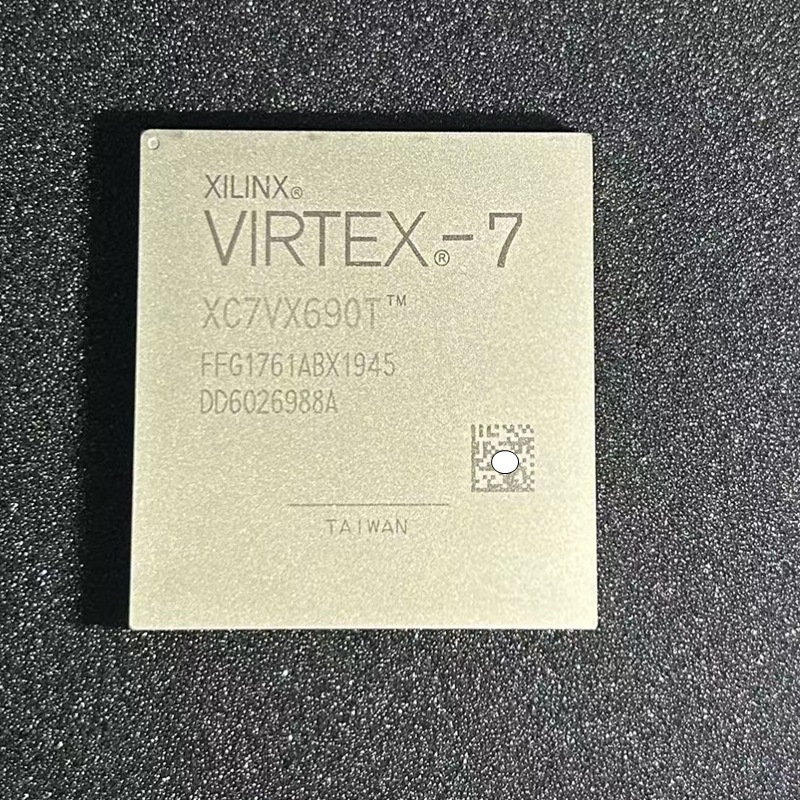 XILINX®
VIRTEX®-7
XC7VX690T™
FFG1761ABX1945
DD6026988A
TAIWAN